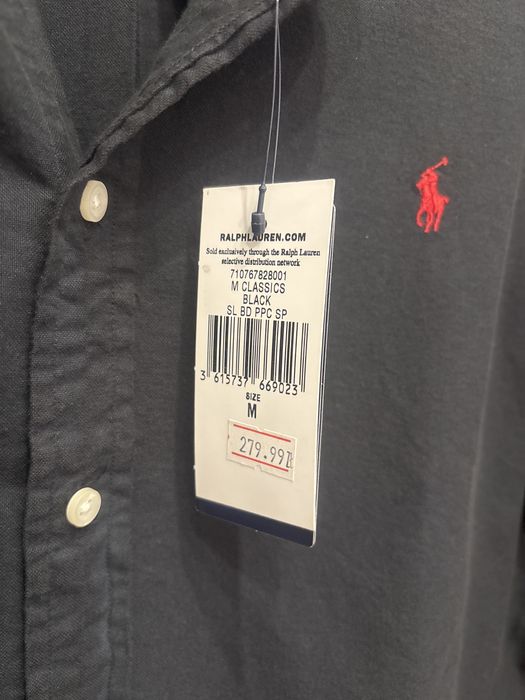 RALPHLAUREN.COM
Sold exclusively through the Ralph Lauren
selective distribution network
710767828001
M CLASSICS
BLACK
SL BD PPC SP
3 615737 669023
SIZE
M
279.99Zł